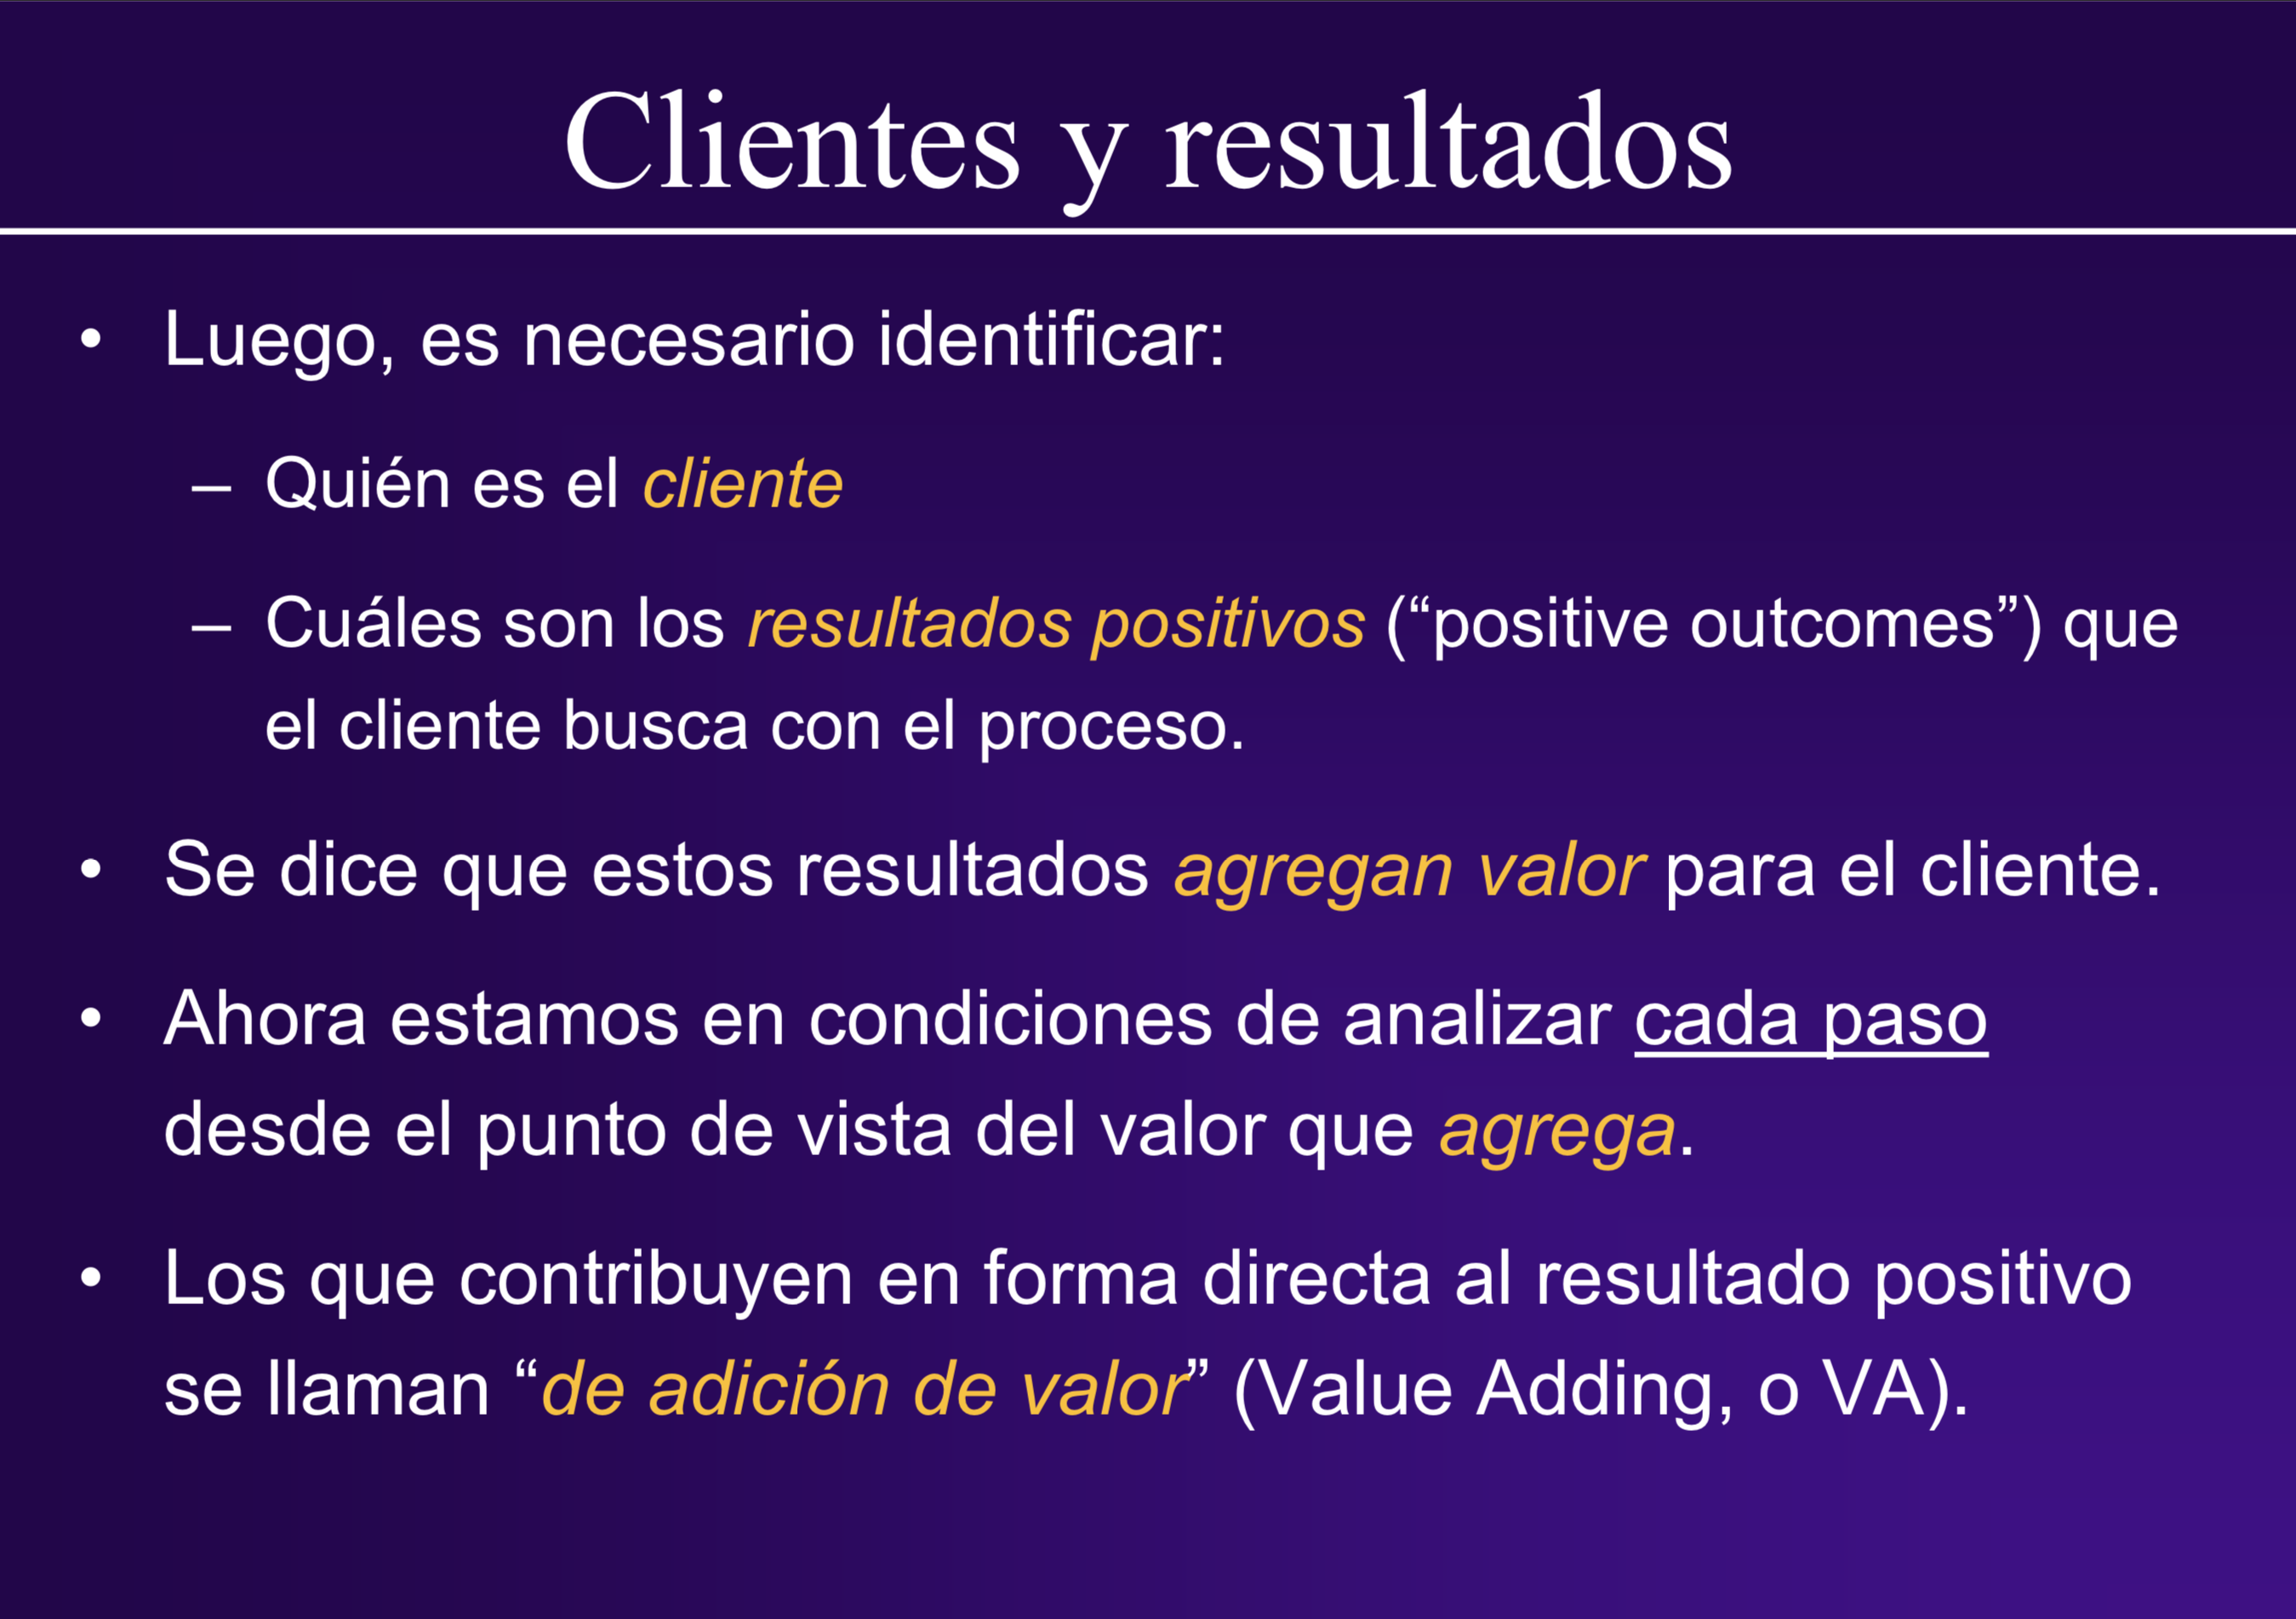 Clientes y resultados
• Luego, es necesario identificar:
– Quién es el cliente
– Cuáles son los resultados positivos (“positive outcomes”) que
el cliente busca con el proceso.
• Se dice que estos resultados agregan valor para el cliente.
• Ahora estamos en condiciones de analizar cada paso
desde el punto de vista del valor que agrega.
• Los que contribuyen en forma directa al resultado positivo
se llaman “de adición de valor” (Value Adding, o VA).